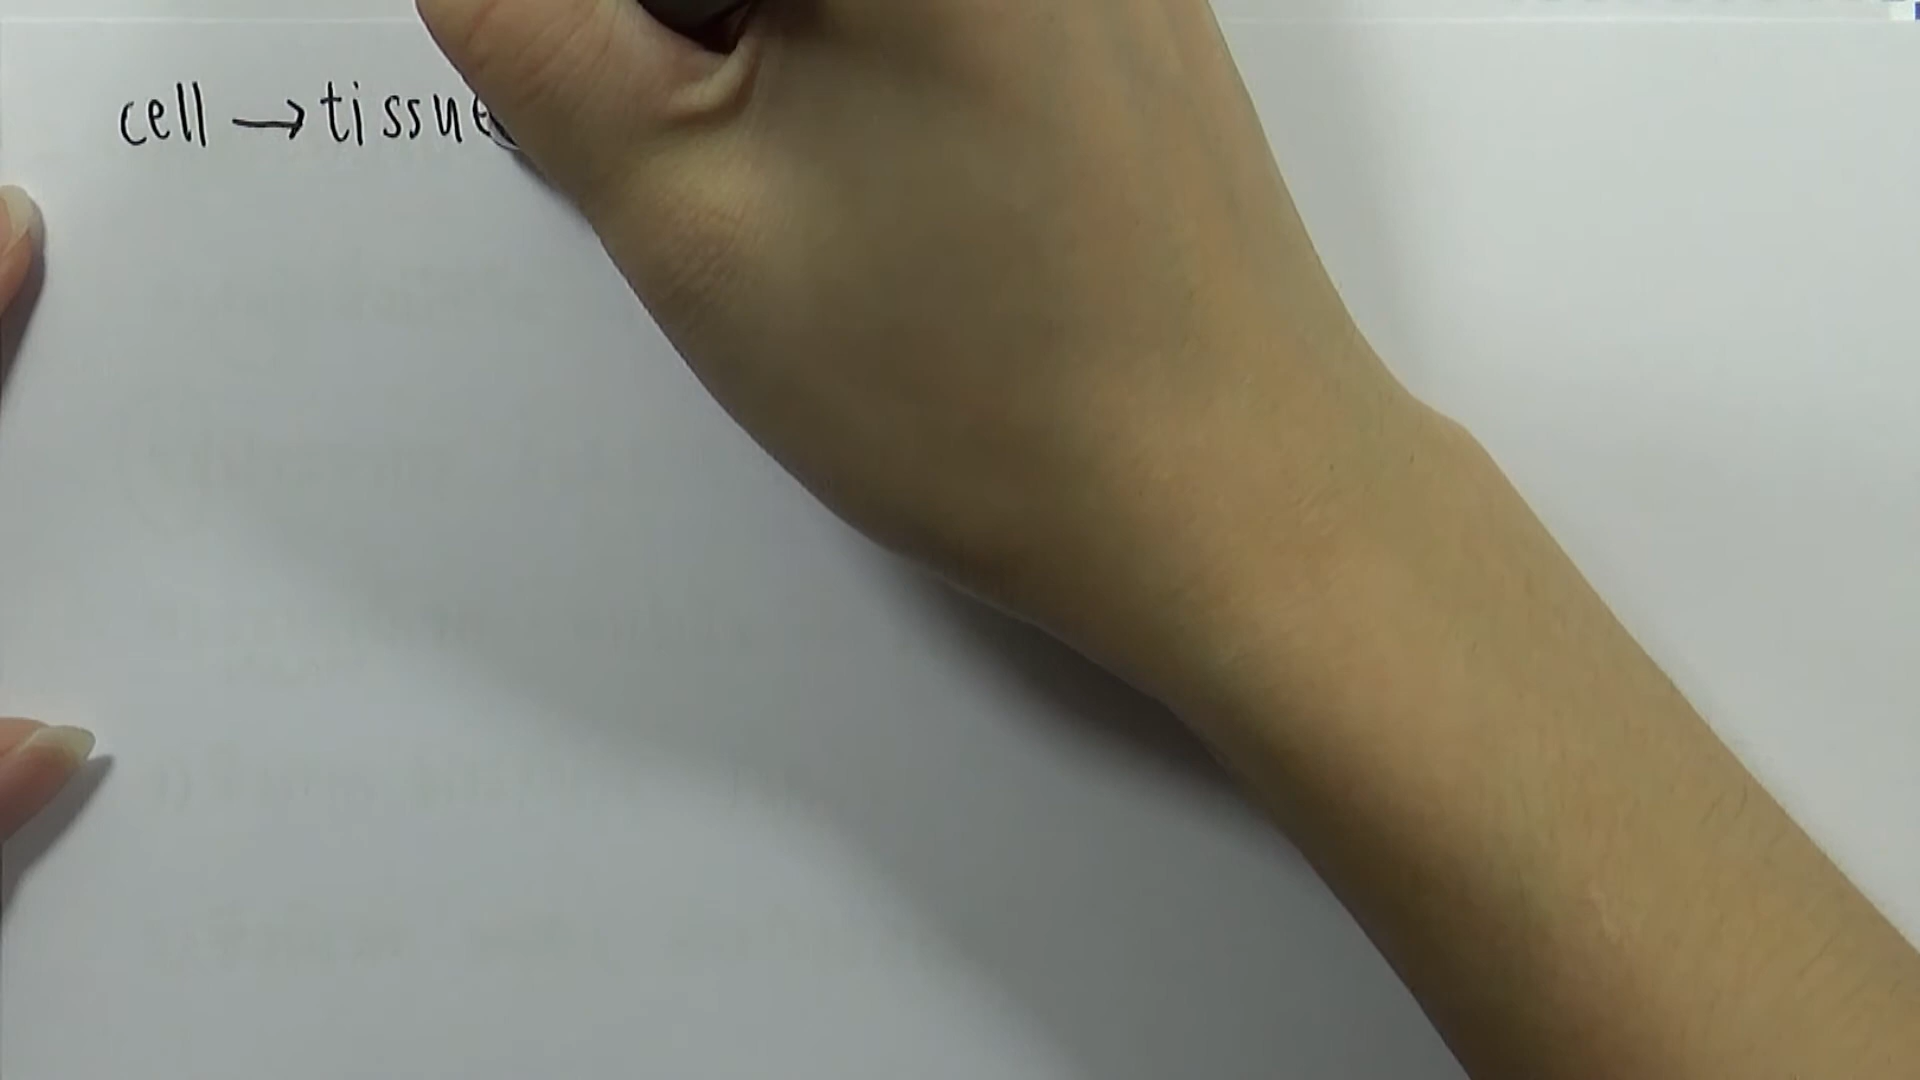 cell → tissue